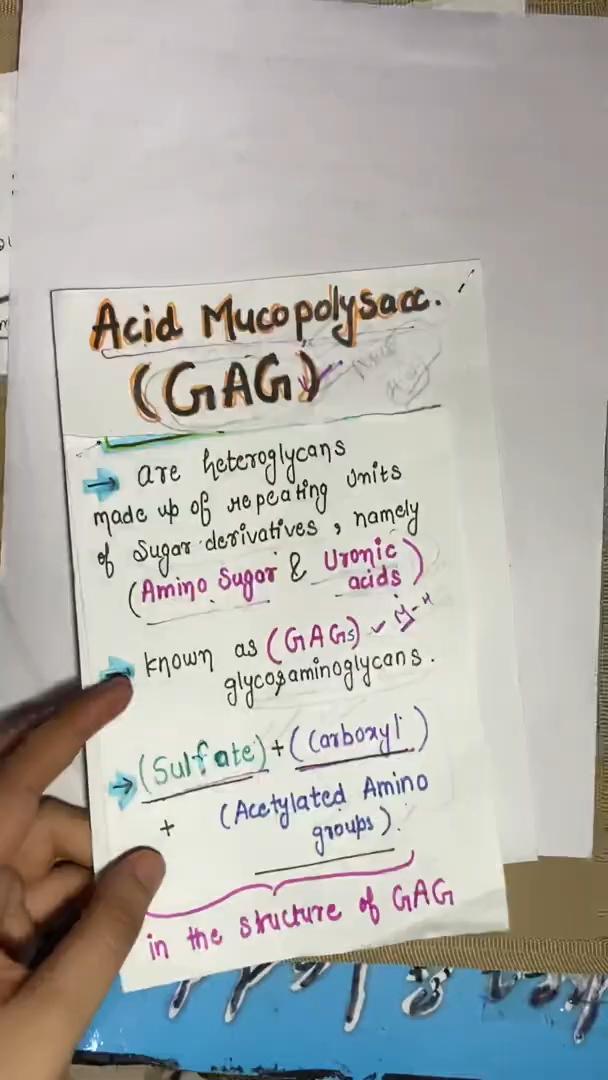 Acid Mucopolysacc.
(GAG)
are heteroglycans
made up of repeating units
of Sugar derivatives, namely
(Amino Sugar & Uronic
acids)
known as (GAGs)
glycosaminoglycans.
(Sulfate) + (Carboxyl)
+ (Acetylated Amino
groups).
in the structure of GAG